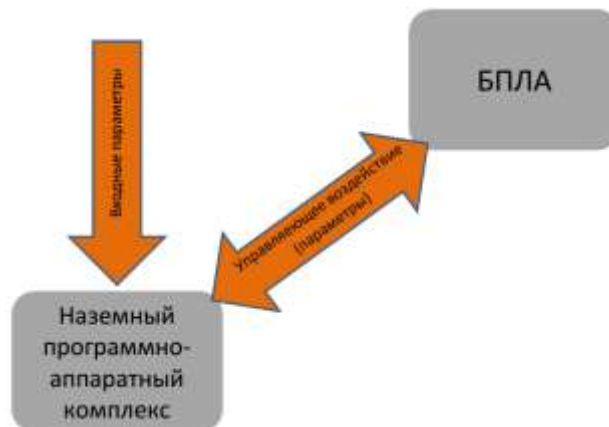 БПЛА
Входные параметры
Управляющее воздействие
(параметры)
Наземный
программно-
аппаратный
комплекс